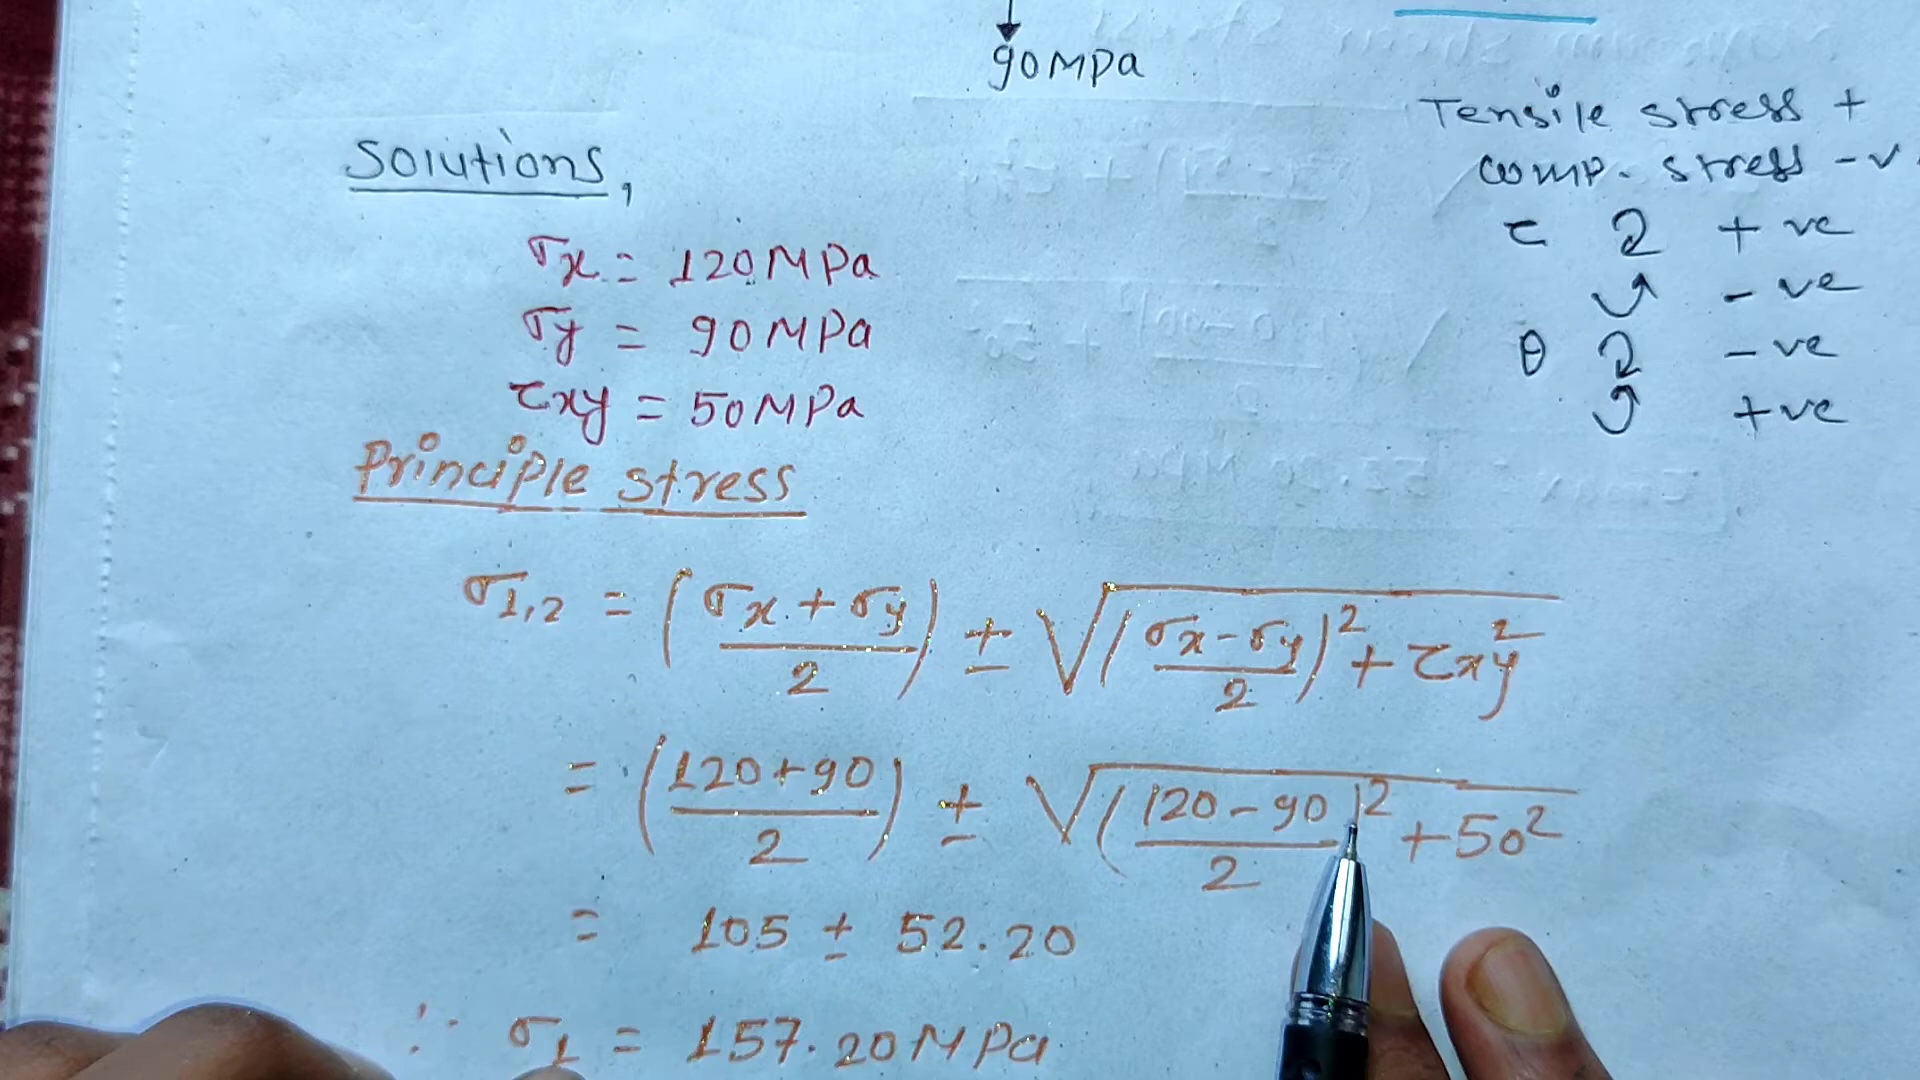 90MPa
Tensile stress +
comp. stress -v
τ +ve
-ve
θ -ve
+ve
Solutions,
σx = 120MPa
σy = 90MPa
τxy = 50MPa
Principle stress
σ1,2 = (σx + σy / 2) ± √(σx - σy / 2)² + τxy²
= (120+90 / 2) ± √(120-90 / 2)² + 50²
= 105 ± 52.20
∴ σ1 = 157.20MPa